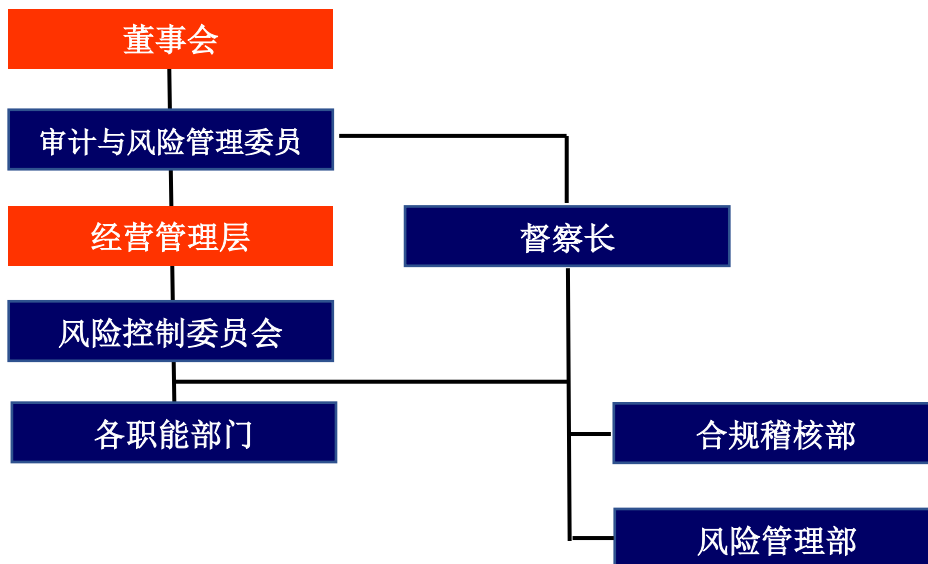 董事会
审计与风险管理委员
经营管理层
督察长
风险控制委员会
各职能部门
合规稽核部
风险管理部